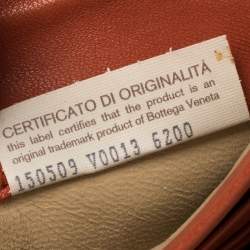 CERTIFICATO DI ORIGINALITÀ
this label certifies that the product is an
original trademark product of Bottega Veneta
150509 V0013 6200